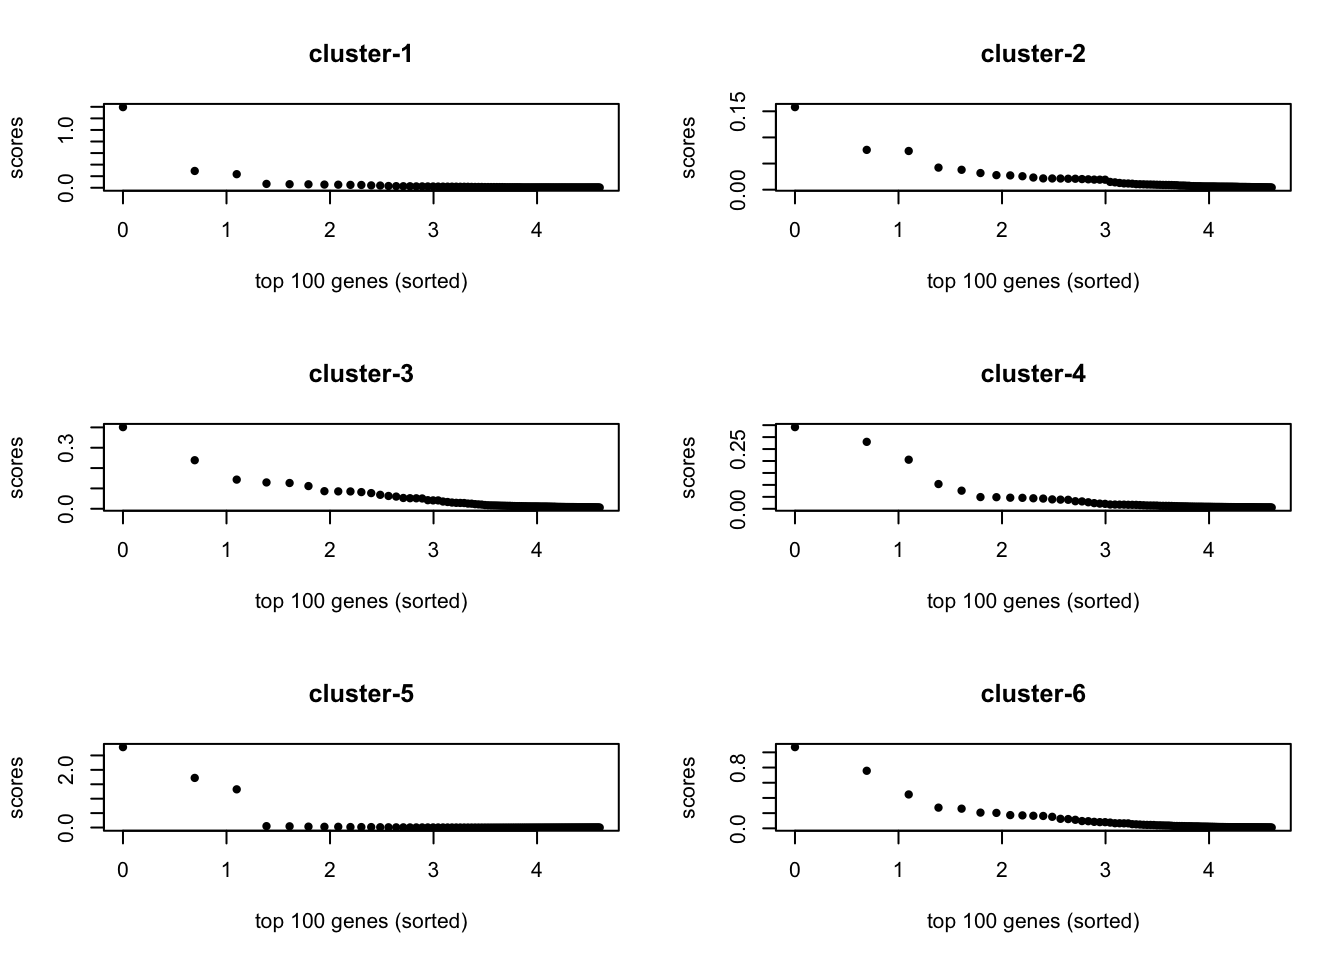 cluster-1
scores
1.0
0.0
0 1 2 3 4
top 100 genes (sorted)
cluster-2
scores
0.15
0.00
0 1 2 3 4
top 100 genes (sorted)
cluster-3
scores
0.3
0.0
0 1 2 3 4
top 100 genes (sorted)
cluster-4
scores
0.25
0.00
0 1 2 3 4
top 100 genes (sorted)
cluster-5
scores
2.0
0.0
0 1 2 3 4
top 100 genes (sorted)
cluster-6
scores
0.8
0.0
0 1 2 3 4
top 100 genes (sorted)